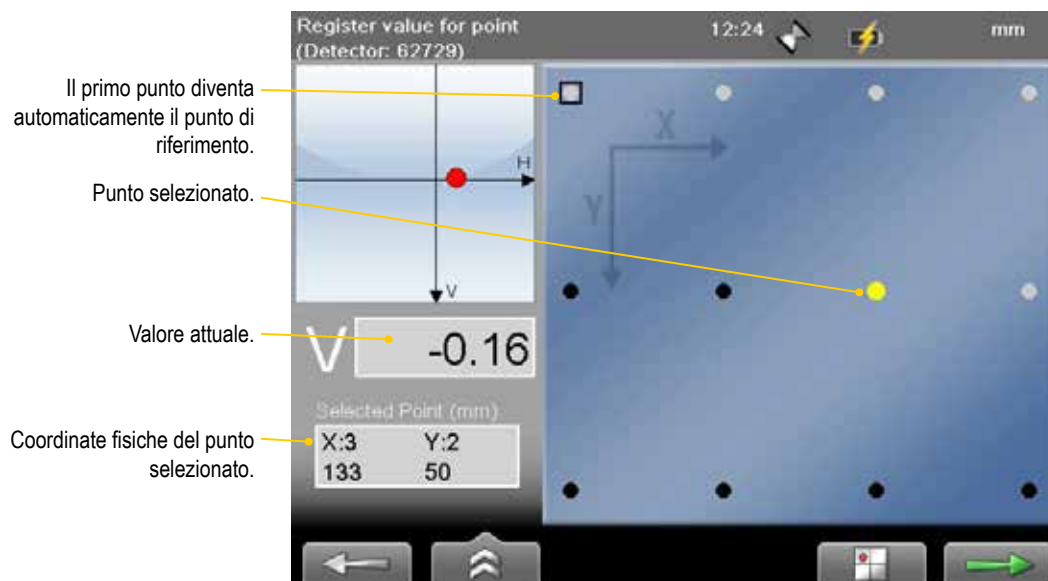 Register value for point
(Detector: 62729)
12:24
mm
Il primo punto diventa
automaticamente il punto di
riferimento.
Punto selezionato.
Valore attuale.
Coordinate fisiche del punto
selezionato.
H
V
X
Y
V
-0.16
Selected Point (mm)
X:3 Y:2
133 50